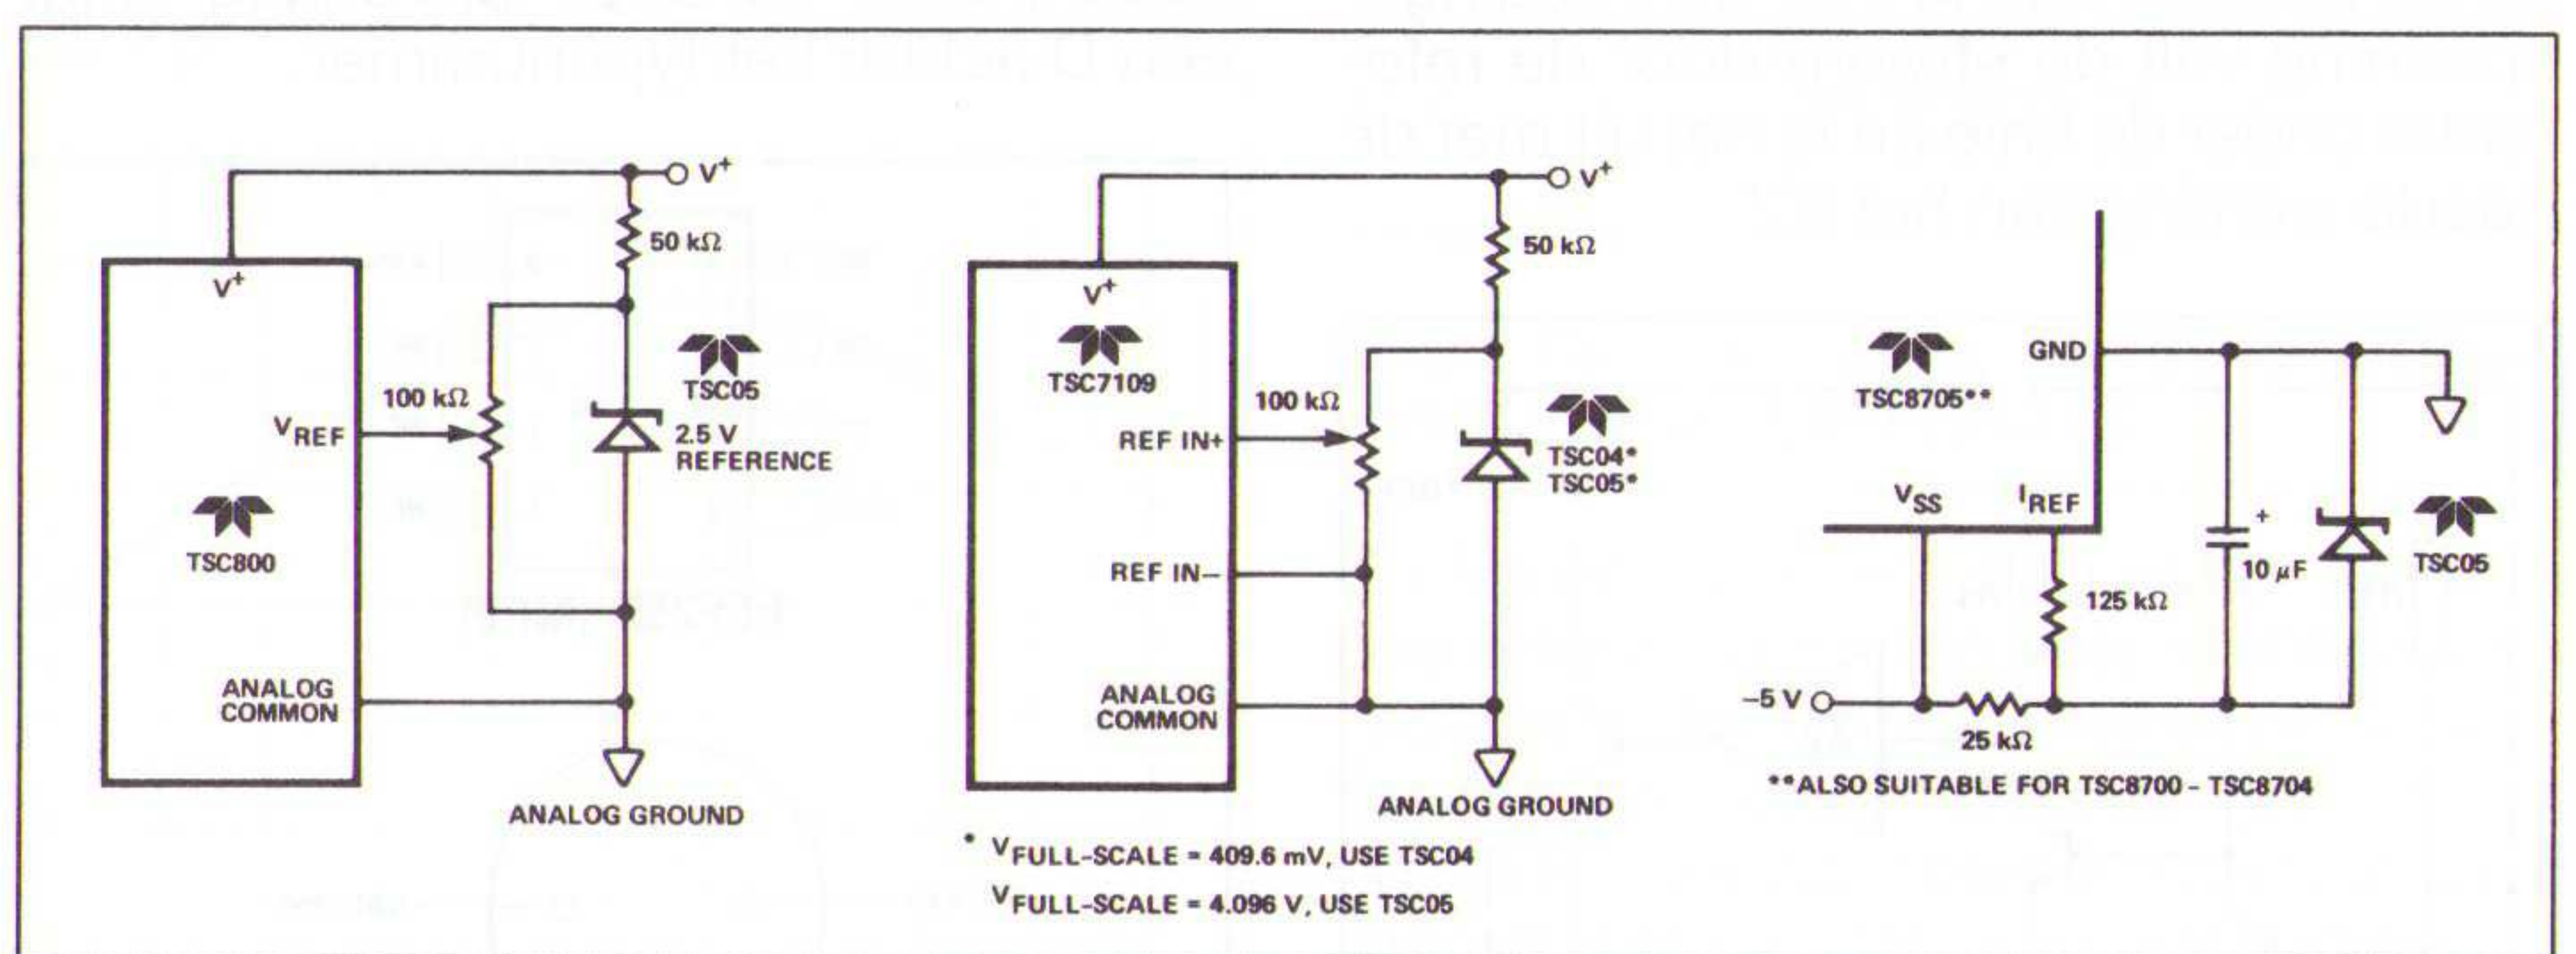 V+
50 kΩ
V+
TSC05
100 kΩ
VREF
2.5 V
REFERENCE
TSC800
ANALOG
COMMON
ANALOG GROUND
V+
50 kΩ
V+
TSC7109
100 kΩ
REF IN+
TSC04*
TSC05*
REF IN–
ANALOG
COMMON
ANALOG GROUND
* VFULL-SCALE = 409.6 mV, USE TSC04
VFULL-SCALE = 4.096 V, USE TSC05
GND
TSC8705**
VSS
IREF
+
10 μF
TSC05
125 kΩ
–5 V
25 kΩ
**ALSO SUITABLE FOR TSC8700 – TSC8704